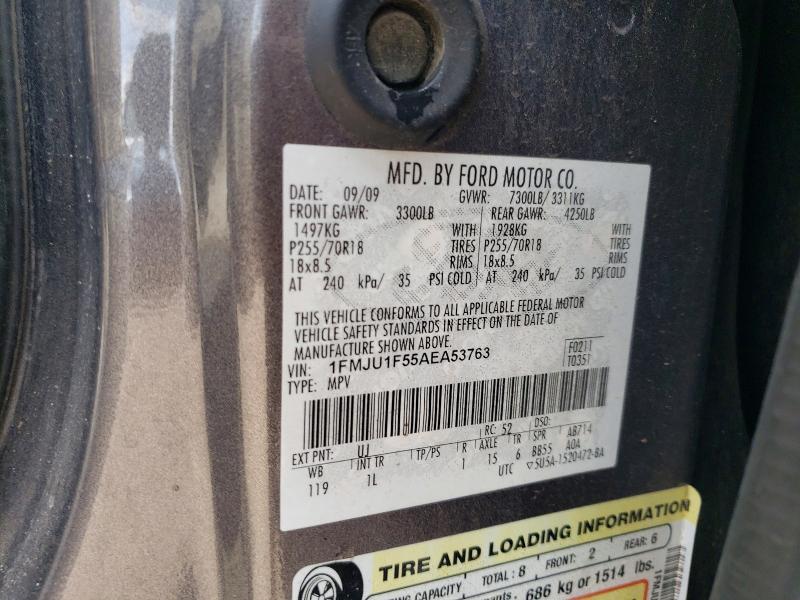 MFD. BY FORD MOTOR CO.
DATE: 09/09 GVWR: 7300LB/ 3311KG
FRONT GAWR: 3300LB REAR GAWR: 4250LB
1497KG WITH 1928KG WITH
P255/70R18 TIRES P255/70R18 TIRES
18x8.5 RIMS 18x8.5 RIMS
AT 240 kPa/ 35 PSI COLD AT 240 kPa/ 35 PSI COLD
THIS VEHICLE CONFORMS TO ALL APPLICABLE FEDERAL MOTOR
VEHICLE SAFETY STANDARDS IN EFFECT ON THE DATE OF
MANUFACTURE SHOWN ABOVE.
VIN: 1FMJU1F55AEA53763 F0211
TYPE: MPV T0351
EXT PNT: UJ RC: 52 DSO:
WB INT TR TP/PS R AXLE TR SPR AB714
119 1L 1 15 6 BB55 A0A
UTC ▽5U5A-1520472-BA
TIRE AND LOADING INFORMATION
CAPACITY TOTAL : 8 FRONT: 2 REAR: 6
686 kg or 1514 lbs.